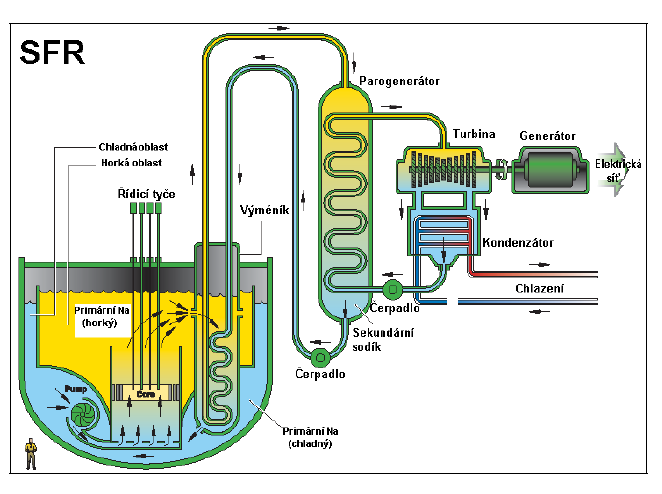 SFR
Parogenerátor
Turbina
Generátor
Elektrická
síť
Chladná oblast
Horká oblast
Řídicí tyče
Výměník
Kondenzátor
Chlazení
Primární Na
(horký)
Čerpadlo
Sekundární
sodík
Čerpadlo
Pump
Core
Primární Na
(chladný)